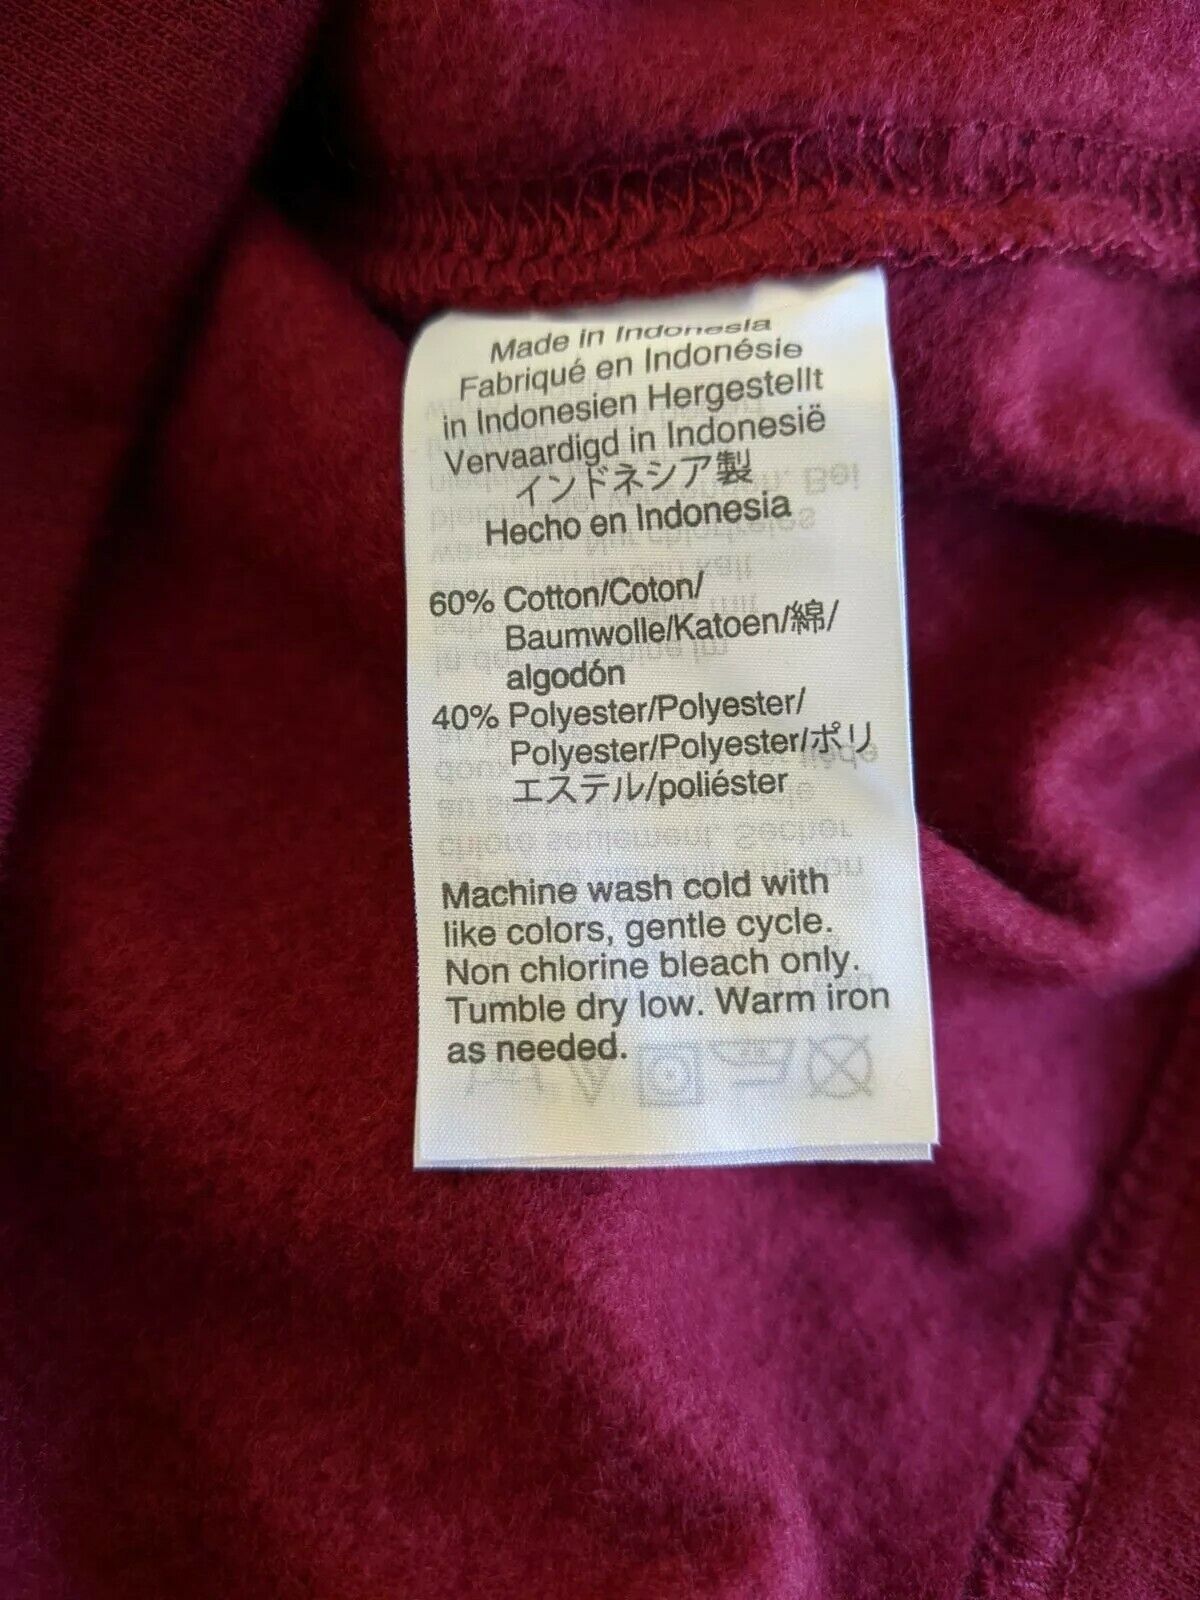 Made in Indonesia
Fabriqué en Indonésie
in Indonesien Hergestellt
Vervaardigd in Indonesië
インドネシア製
Hecho en Indonesia
60% Cotton/Coton/
Baumwolle/Katoen/綿/
algodón
40% Polyester/Polyester/
Polyester/Polyester/ポリ
エステル/poliéster
Machine wash cold with
like colors, gentle cycle.
Non chlorine bleach only.
Tumble dry low. Warm iron
as needed.